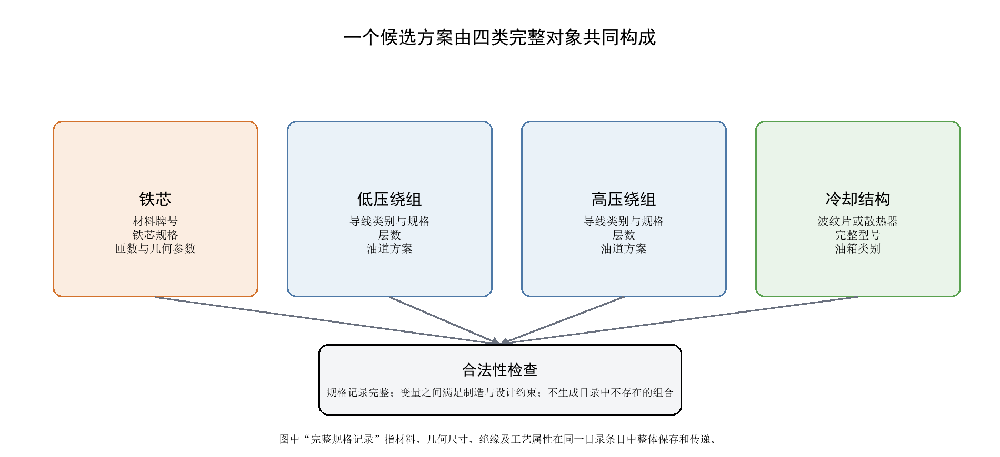 一个候选方案由四类完整对象共同构成
铁芯
材料牌号
铁芯规格
匝数与几何参数
低压绕组
导线类别与规格
层数
油道方案
高压绕组
导线类别与规格
层数
油道方案
冷却结构
波纹片或散热器
完整型号
油箱类别
合法性检查
规格记录完整；变量之间满足制造与设计约束；不生成目录中不存在的组合
图中“完整规格记录”指材料、几何尺寸、绝缘及工艺属性在同一目录条目中整体保存和传递。